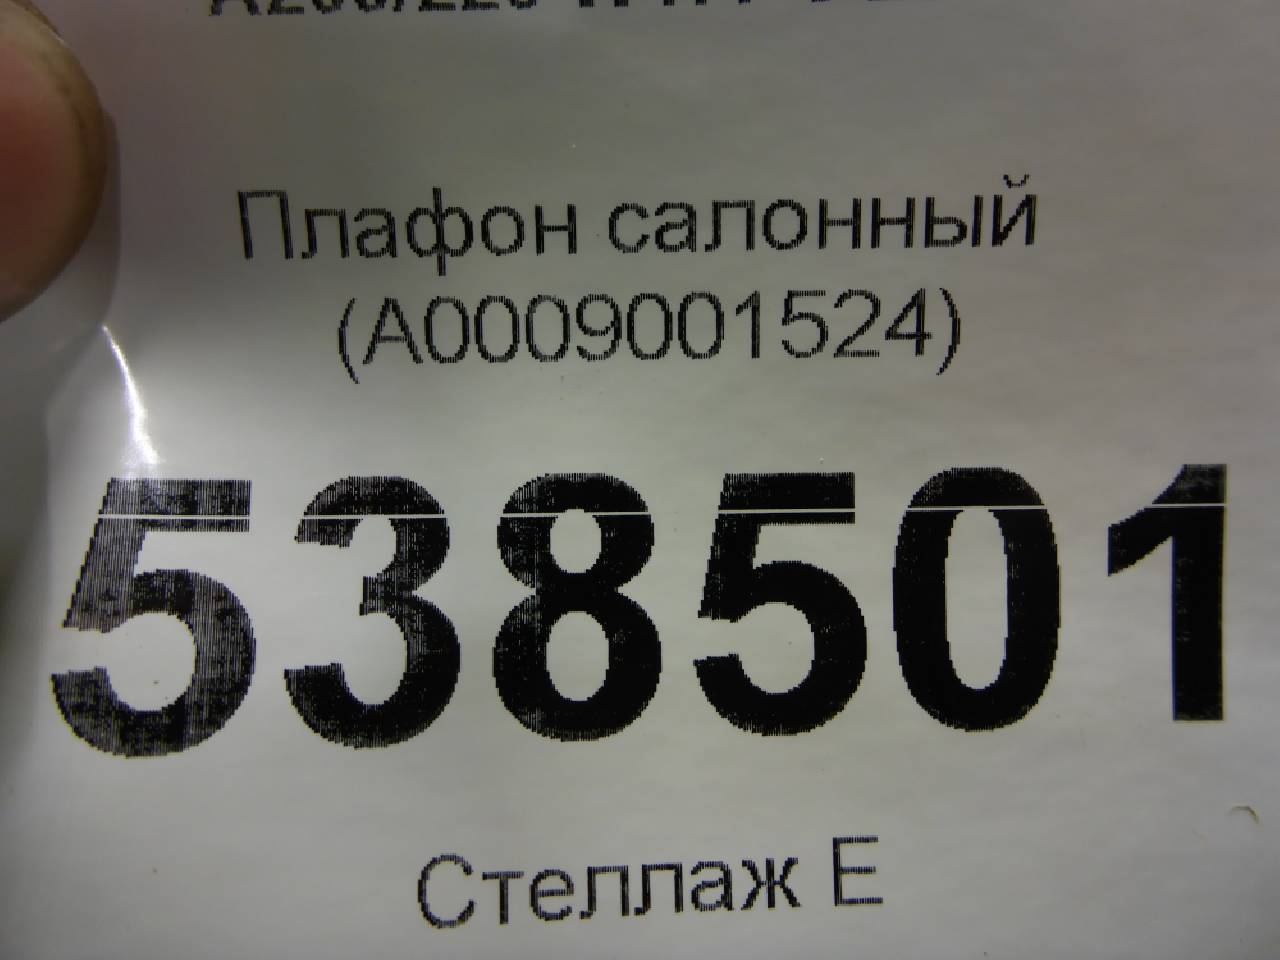 Плафон салонный
(A0009001524)
538501
Стеллаж Е